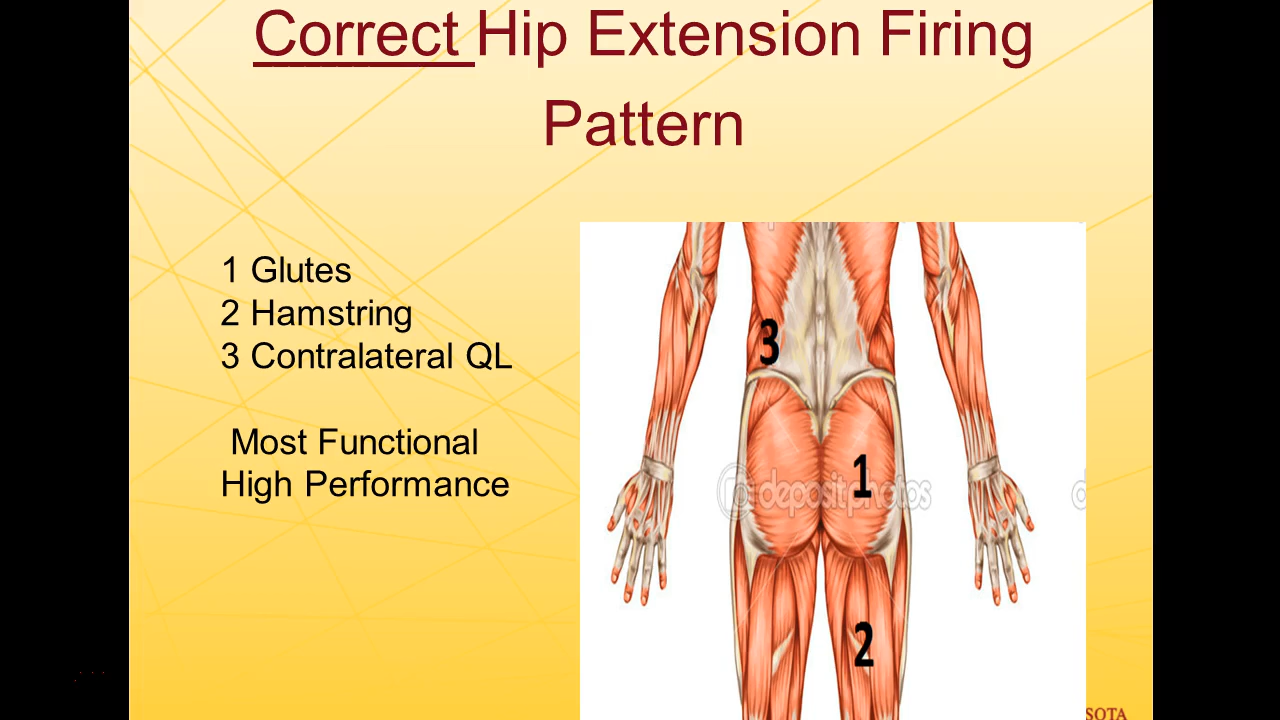 Correct Hip Extension Firing
Pattern
1 Glutes
2 Hamstring
3 Contralateral QL
Most Functional
High Performance
3
1
depositphotos
2
SOTA